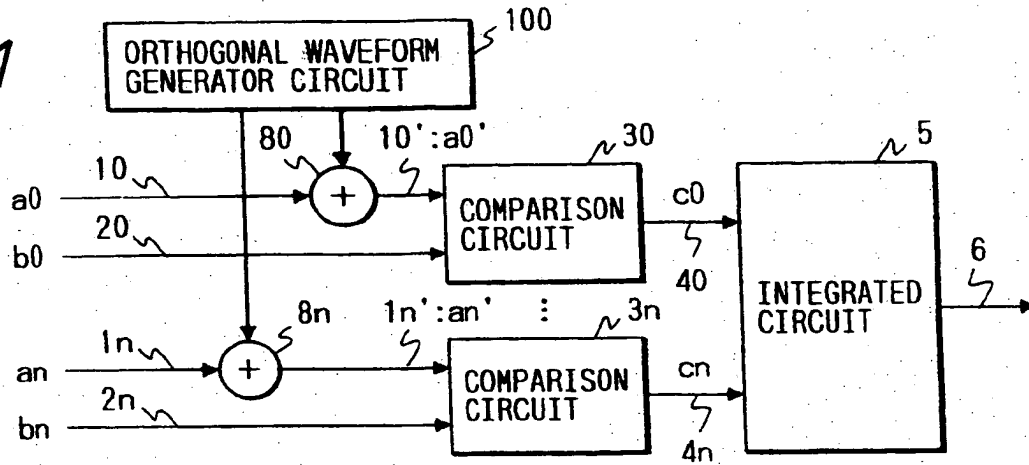 1
100
ORTHOGONAL WAVEFORM
GENERATOR CIRCUIT
80
10':a0'
30
5
10
a0
+
COMPARISON
CIRCUIT
c0
20
b0
40
6
INTEGRATED
CIRCUIT
8n
1n':an'
⋮
3n
1n
an
+
COMPARISON
CIRCUIT
cn
2n
bn
4n